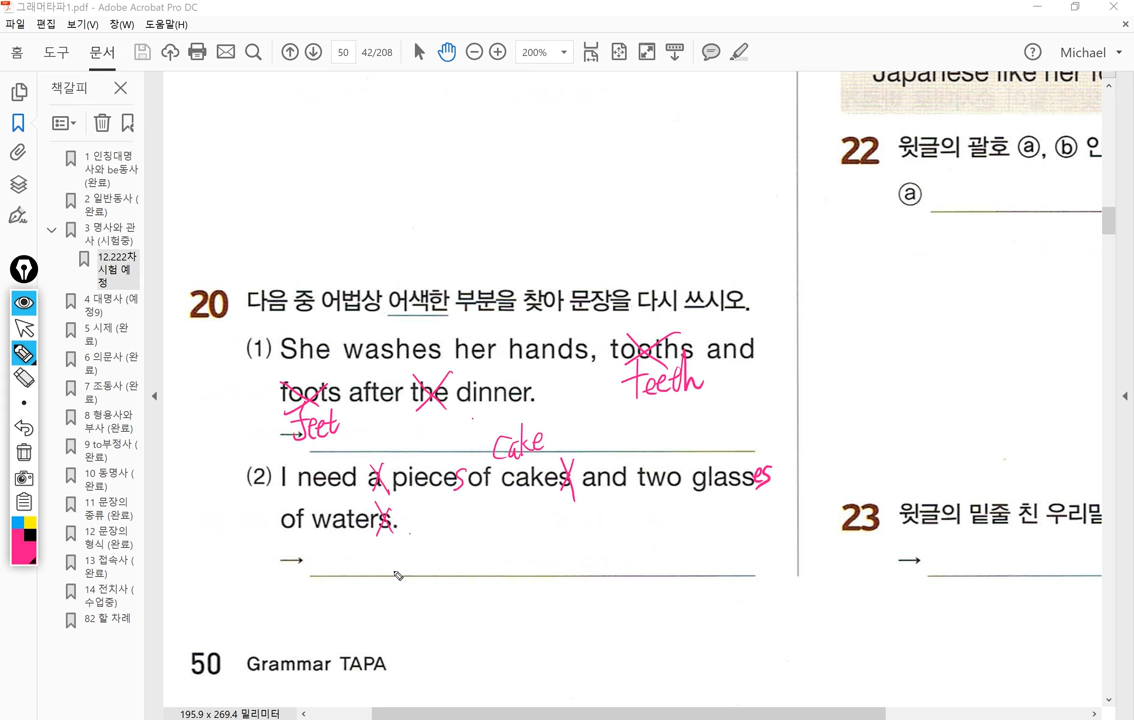 그래머타파1.pdf - Adobe Acrobat Pro DC
파일 편집 보기(V) 창(W) 도움말(H)
홈 도구 문서 50 42/208 200% Michael
책갈피
1 인칭대명
사와 be동사
(완료)
2 일반동사 (
완료)
3 명사와 관
사 (시험중)
12.222차
시험 예
정
4 대명사 (예
정9)
5 시제 (완
료)
6 의문사 (
완료)
7 조동사 (완
료)
8 형용사와
부사 (완료)
9 to부정사 (
완료)
10 동명사 (
완료)
11 문장의
종류 (완료)
12 문장의
형식 (완료)
13 접속사 (
완료)
14 전치사 (
수업중)
82 할 차례
20 다음 중 어법상 어색한 부분을 찾아 문장을 다시 쓰시오.
(1) She washes her hands, tooths and
Teeth
foots after the dinner.
feet
→
Cake
(2) I need a pieces of cakes and two glasses
of waters.
→
50 Grammar TAPA
Japanese like her
22 윗글의 괄호 ⓐ, ⓑ 안
ⓐ
23 윗글의 밑줄 친 우리말
→
195.9 x 269.4 밀리미터